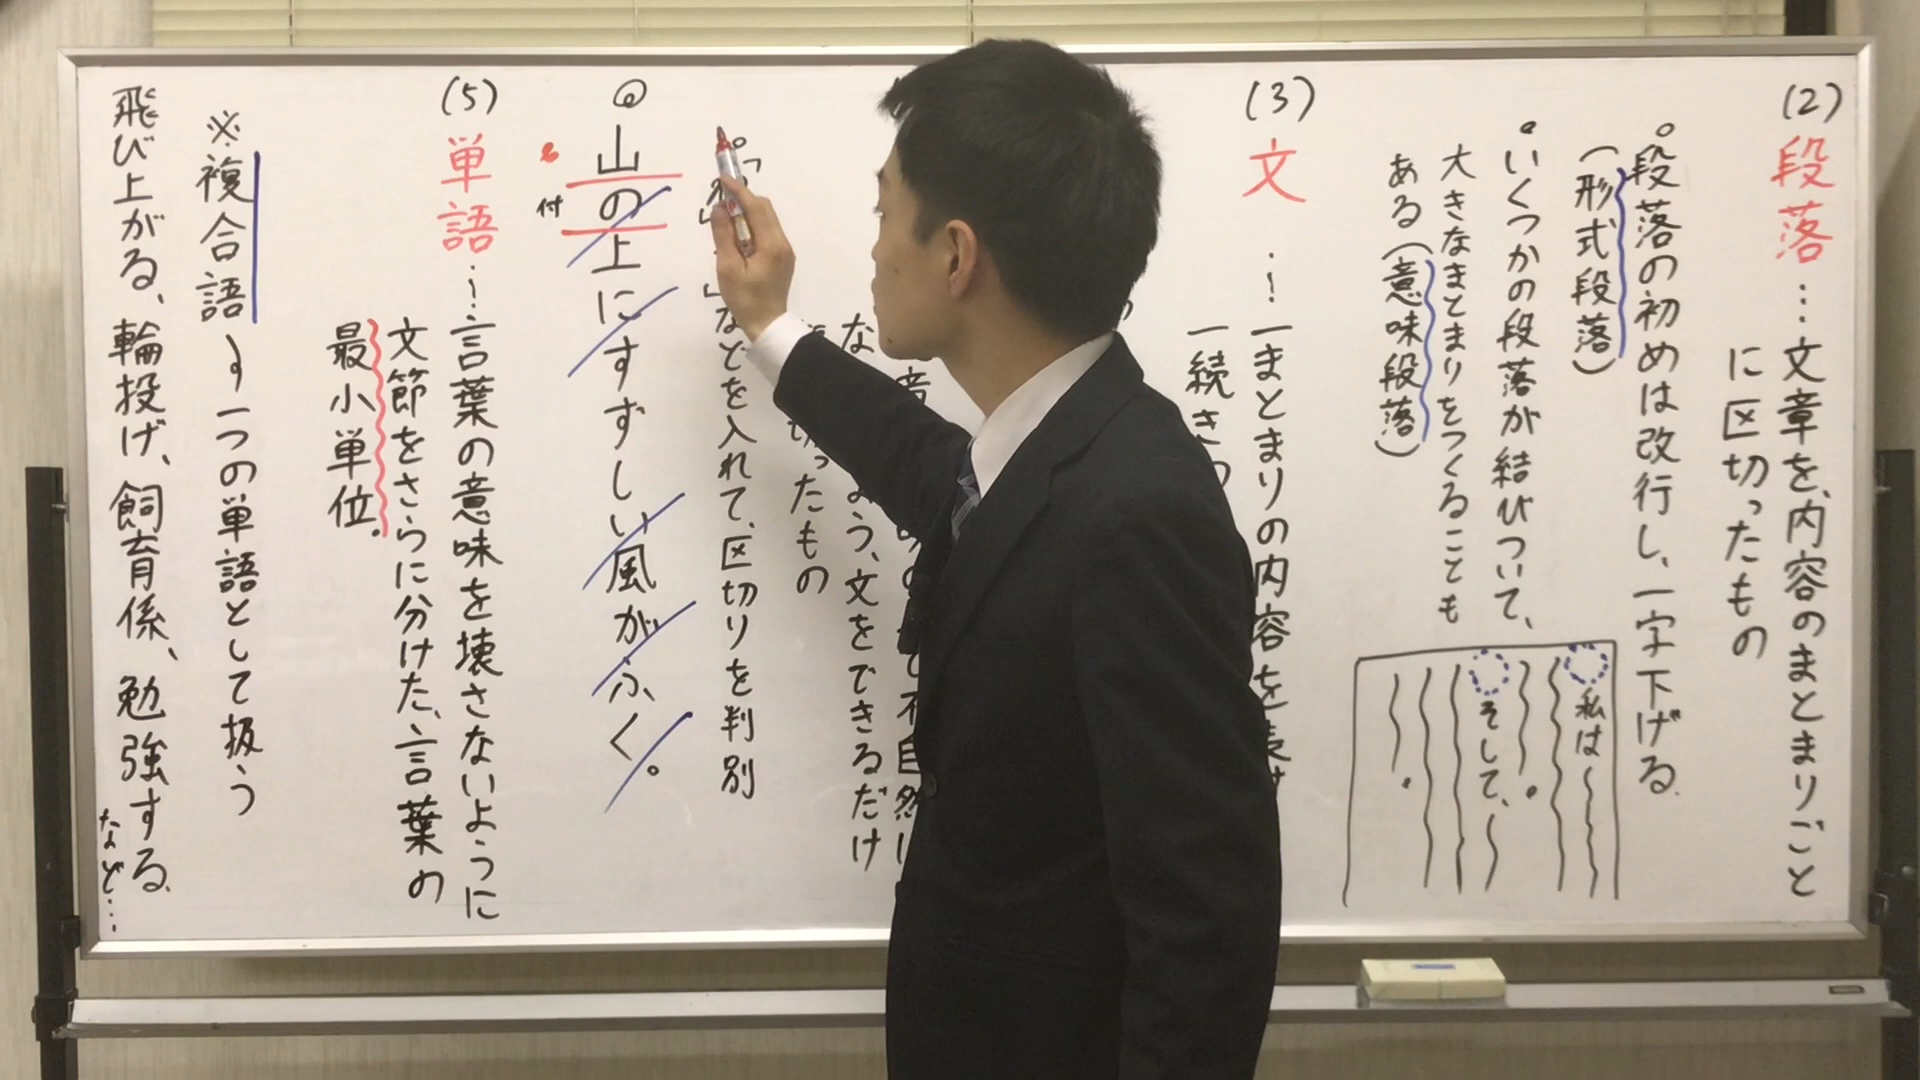 (2) 段落…文章を、内容のまとまりごと
に区切ったもの
。段落の初めは改行し、一字下げる。
(形式段落)
。いくつかの段落が結びついて、
大きなまとまりをつくることも
ある(意味段落)
私は
そして、
(3) 文…一まとまりの内容を
一続き
不自然に
よう、文をできるだけ
切ったもの
などを入れて、区切りを判別
@ 山の上にすずしい風がふく。
付
(5) 単語…言葉の意味を壊さないように
文節をさらに分けた、言葉の
最小単位。
※複合語〜一つの単語として扱う
飛び上がる、輪投げ、飼育係、勉強する
など…